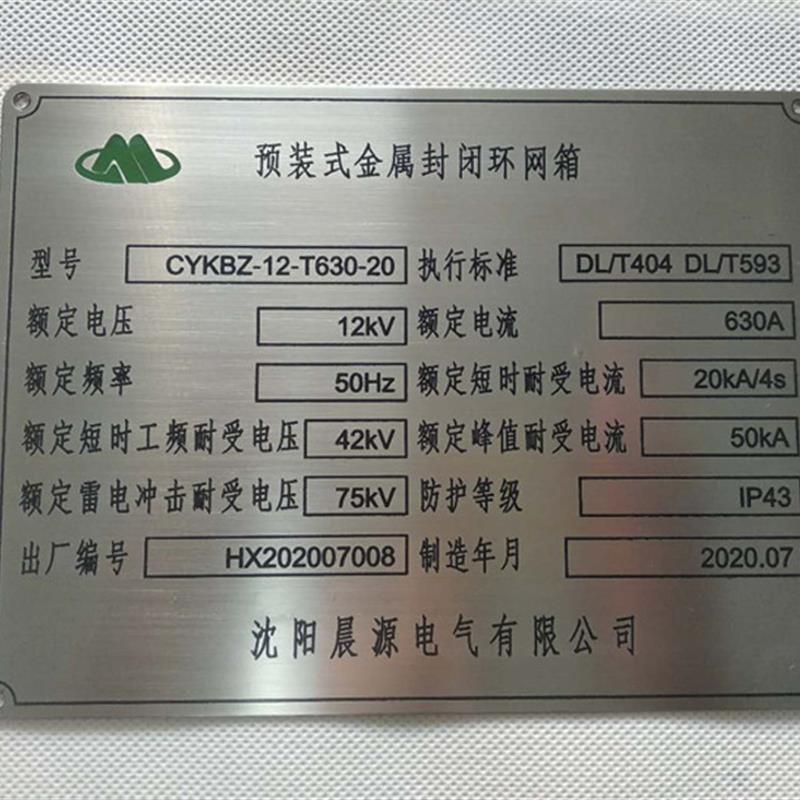 预装式金属封闭环网箱
型号 CYKBZ-12-T630-20 执行标准 DL/T404 DL/T593
额定电压 12kV 额定电流 630A
额定频率 50Hz 额定短时耐受电流 20kA/4s
额定短时工频耐受电压 42kV 额定峰值耐受电流 50kA
额定雷电冲击耐受电压 75kV 防护等级 IP43
出厂编号 HX202007008 制造年月 2020.07
沈阳晨源电气有限公司